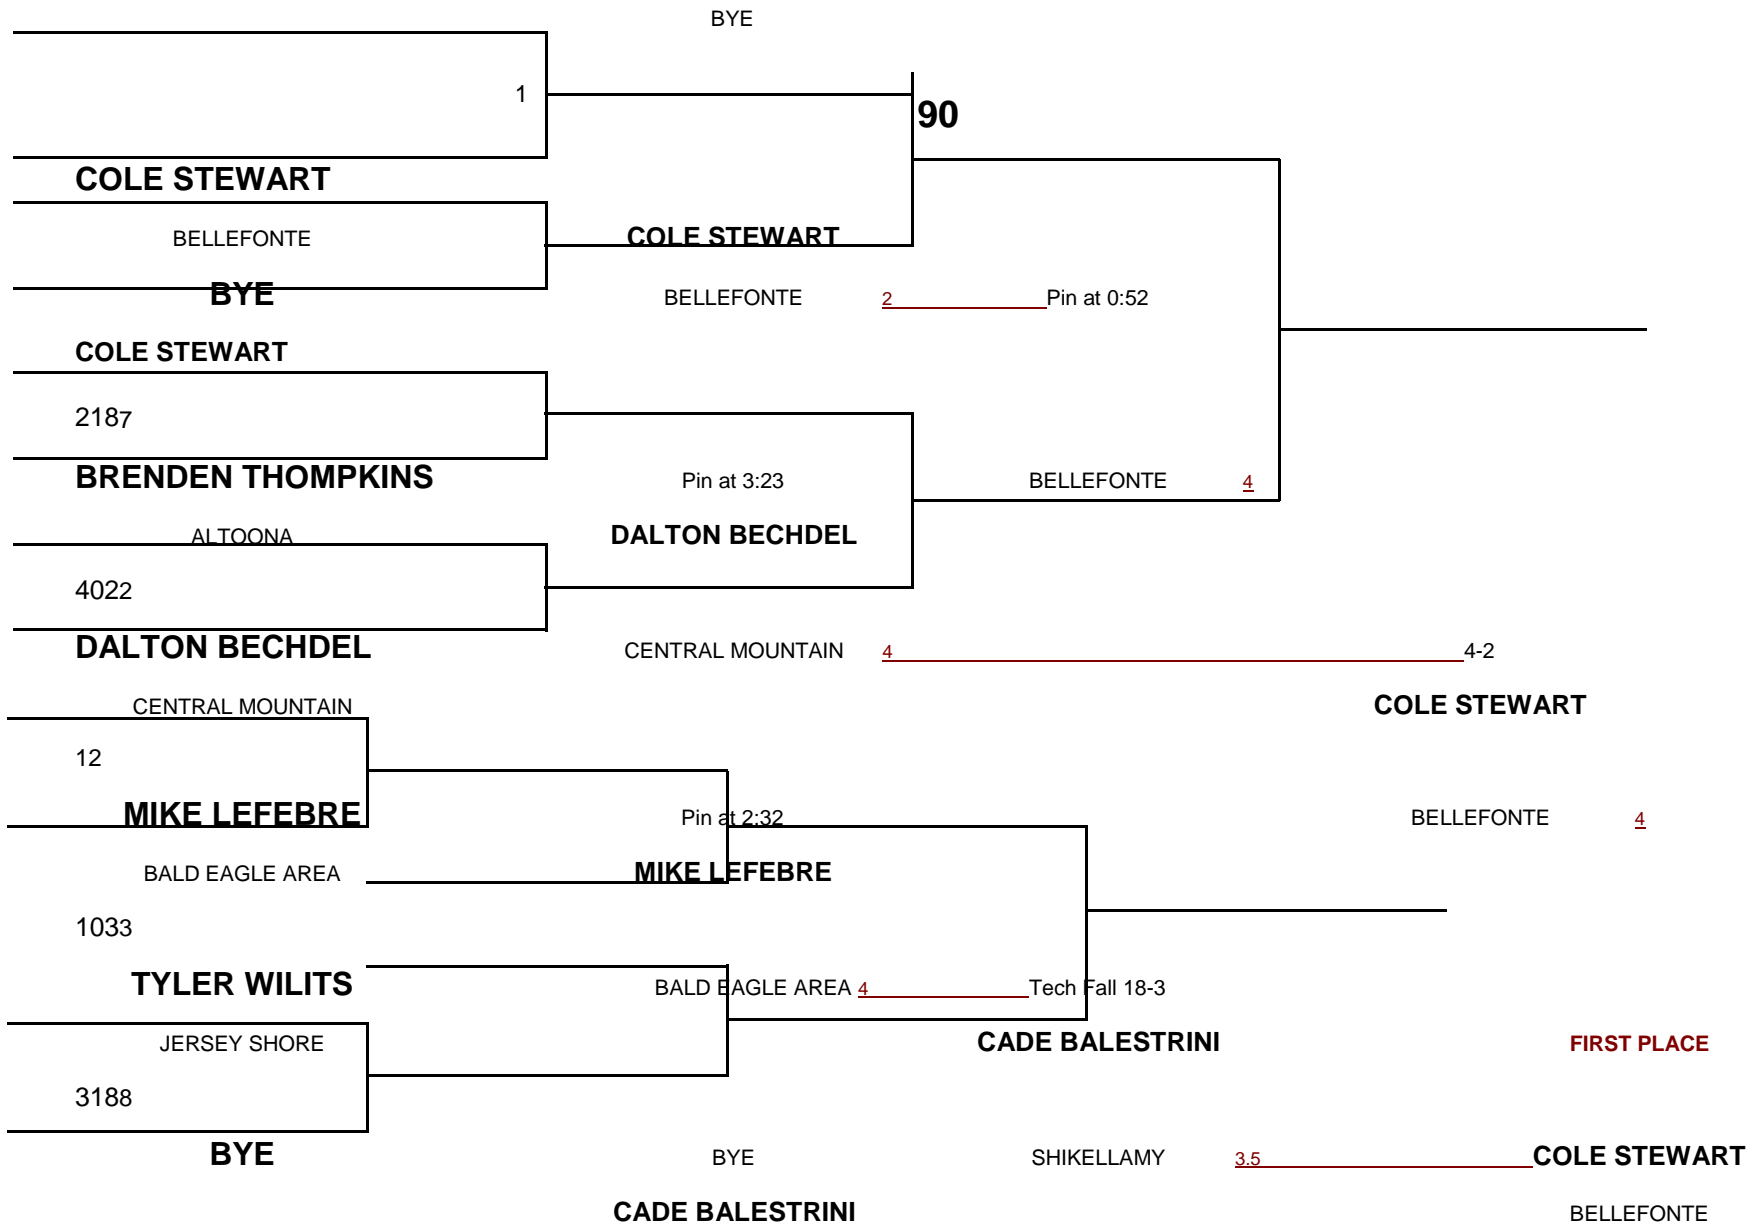 BYE
1
90
COLE STEWART
BELLEFONTE
COLE STEWART
BYE
BELLEFONTE 2 Pin at 0:52
COLE STEWART
2187
BRENDEN THOMPKINS
Pin at 3:23
BELLEFONTE 4
ALTOONA
DALTON BECHDEL
4022
DALTON BECHDEL
CENTRAL MOUNTAIN 4 4-2
CENTRAL MOUNTAIN
COLE STEWART
12
MIKE LEFEBRE
Pin at 2:32
BELLEFONTE 4
BALD EAGLE AREA
MIKE LEFEBRE
1033
TYLER WILITS
BALD EAGLE AREA 4 Tech Fall 18-3
JERSEY SHORE
CADE BALESTRINI
FIRST PLACE
3188
BYE
BYE
SHIKELLAMY 3.5 COLE STEWART
CADE BALESTRINI
BELLEFONTE